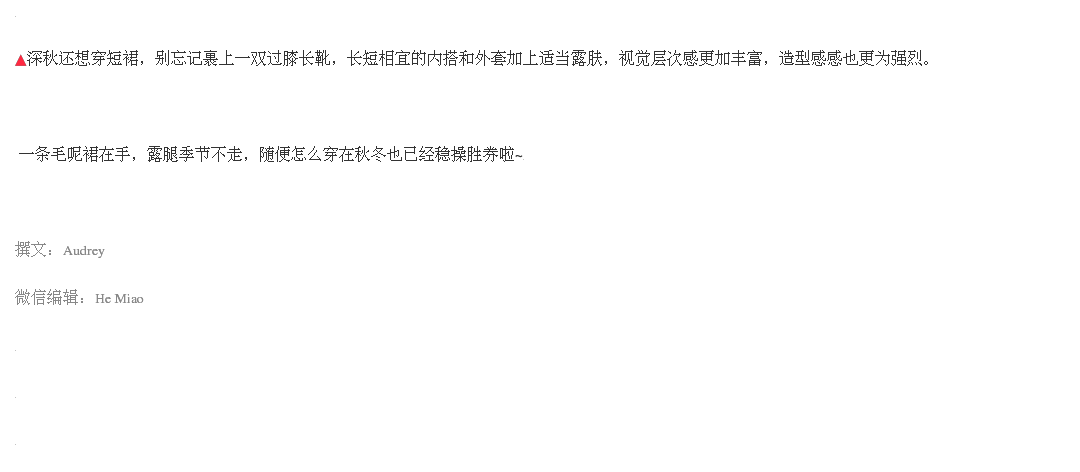 ▲深秋还想穿短裙，别忘记裹上一双过膝长靴，长短相宜的内搭和外套加上适当露肤，视觉层次感更加丰富，造型感感也更为强烈。
一条毛呢裙在手，露腿季节不走，随便怎么穿在秋冬也已经稳操胜券啦~
撰文：Audrey
微信编辑：He Miao